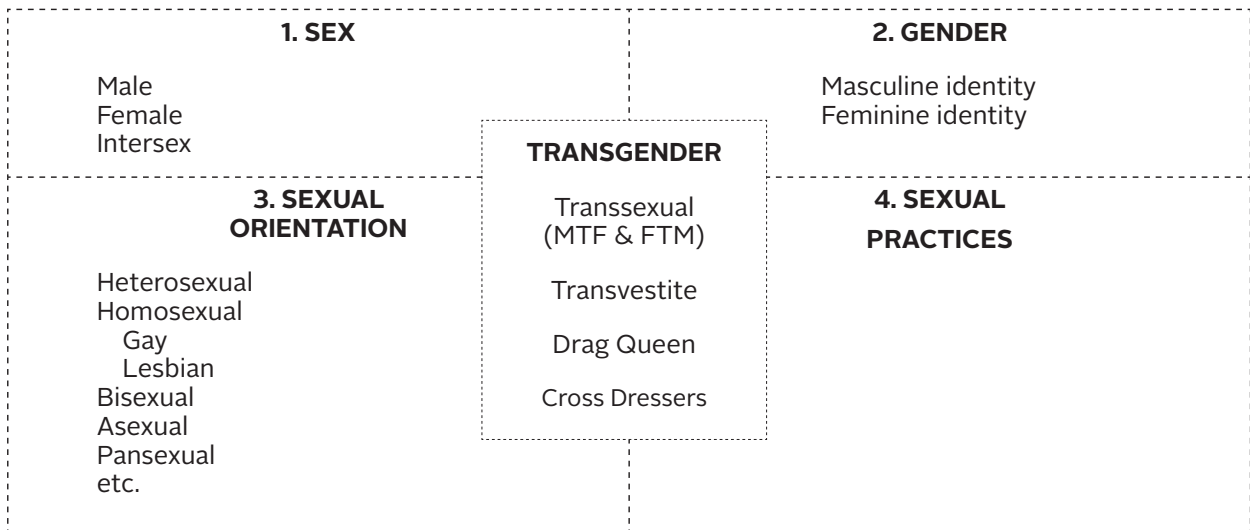 1. SEX
Male
Female
Intersex
2. GENDER
Masculine identity
Feminine identity
TRANSGENDER
Transsexual
(MTF & FTM)
Transvestite
Drag Queen
Cross Dressers
3. SEXUAL
ORIENTATION
Heterosexual
Homosexual
Gay
Lesbian
Bisexual
Asexual
Pansexual
etc.
4. SEXUAL
PRACTICES